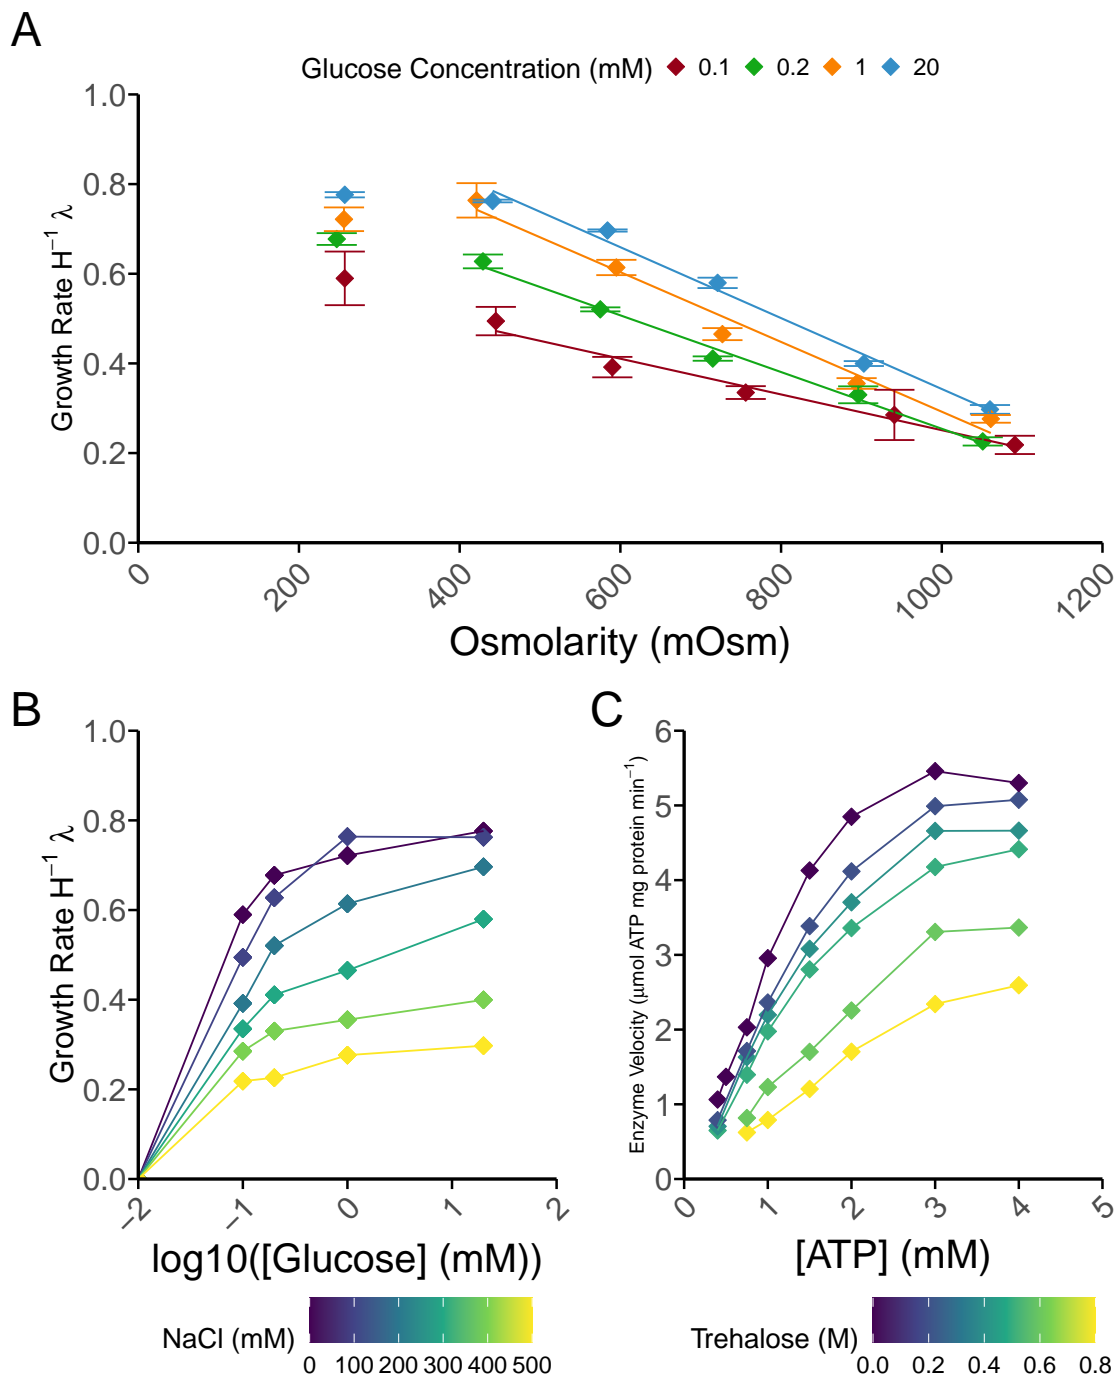 A
Glucose Concentration (mM) 0.1 0.2 1 20
1.0
0.8
0.6
0.4
0.2
0.0
Growth Rate H⁻¹ λ
0 200 400 600 800 1000 1200
Osmolarity (mOsm)
B
1.0
0.8
0.6
0.4
0.2
0.0
Growth Rate H⁻¹ λ
−2 −1 0 1 2
log10([Glucose] (mM))
NaCl (mM)
0 100 200 300 400 500
C
6
5
4
3
2
1
0
Enzyme Velocity (μmol ATP mg protein min⁻¹)
0 1 2 3 4 5
[ATP] (mM)
Trehalose (M)
0.0 0.2 0.4 0.6 0.8